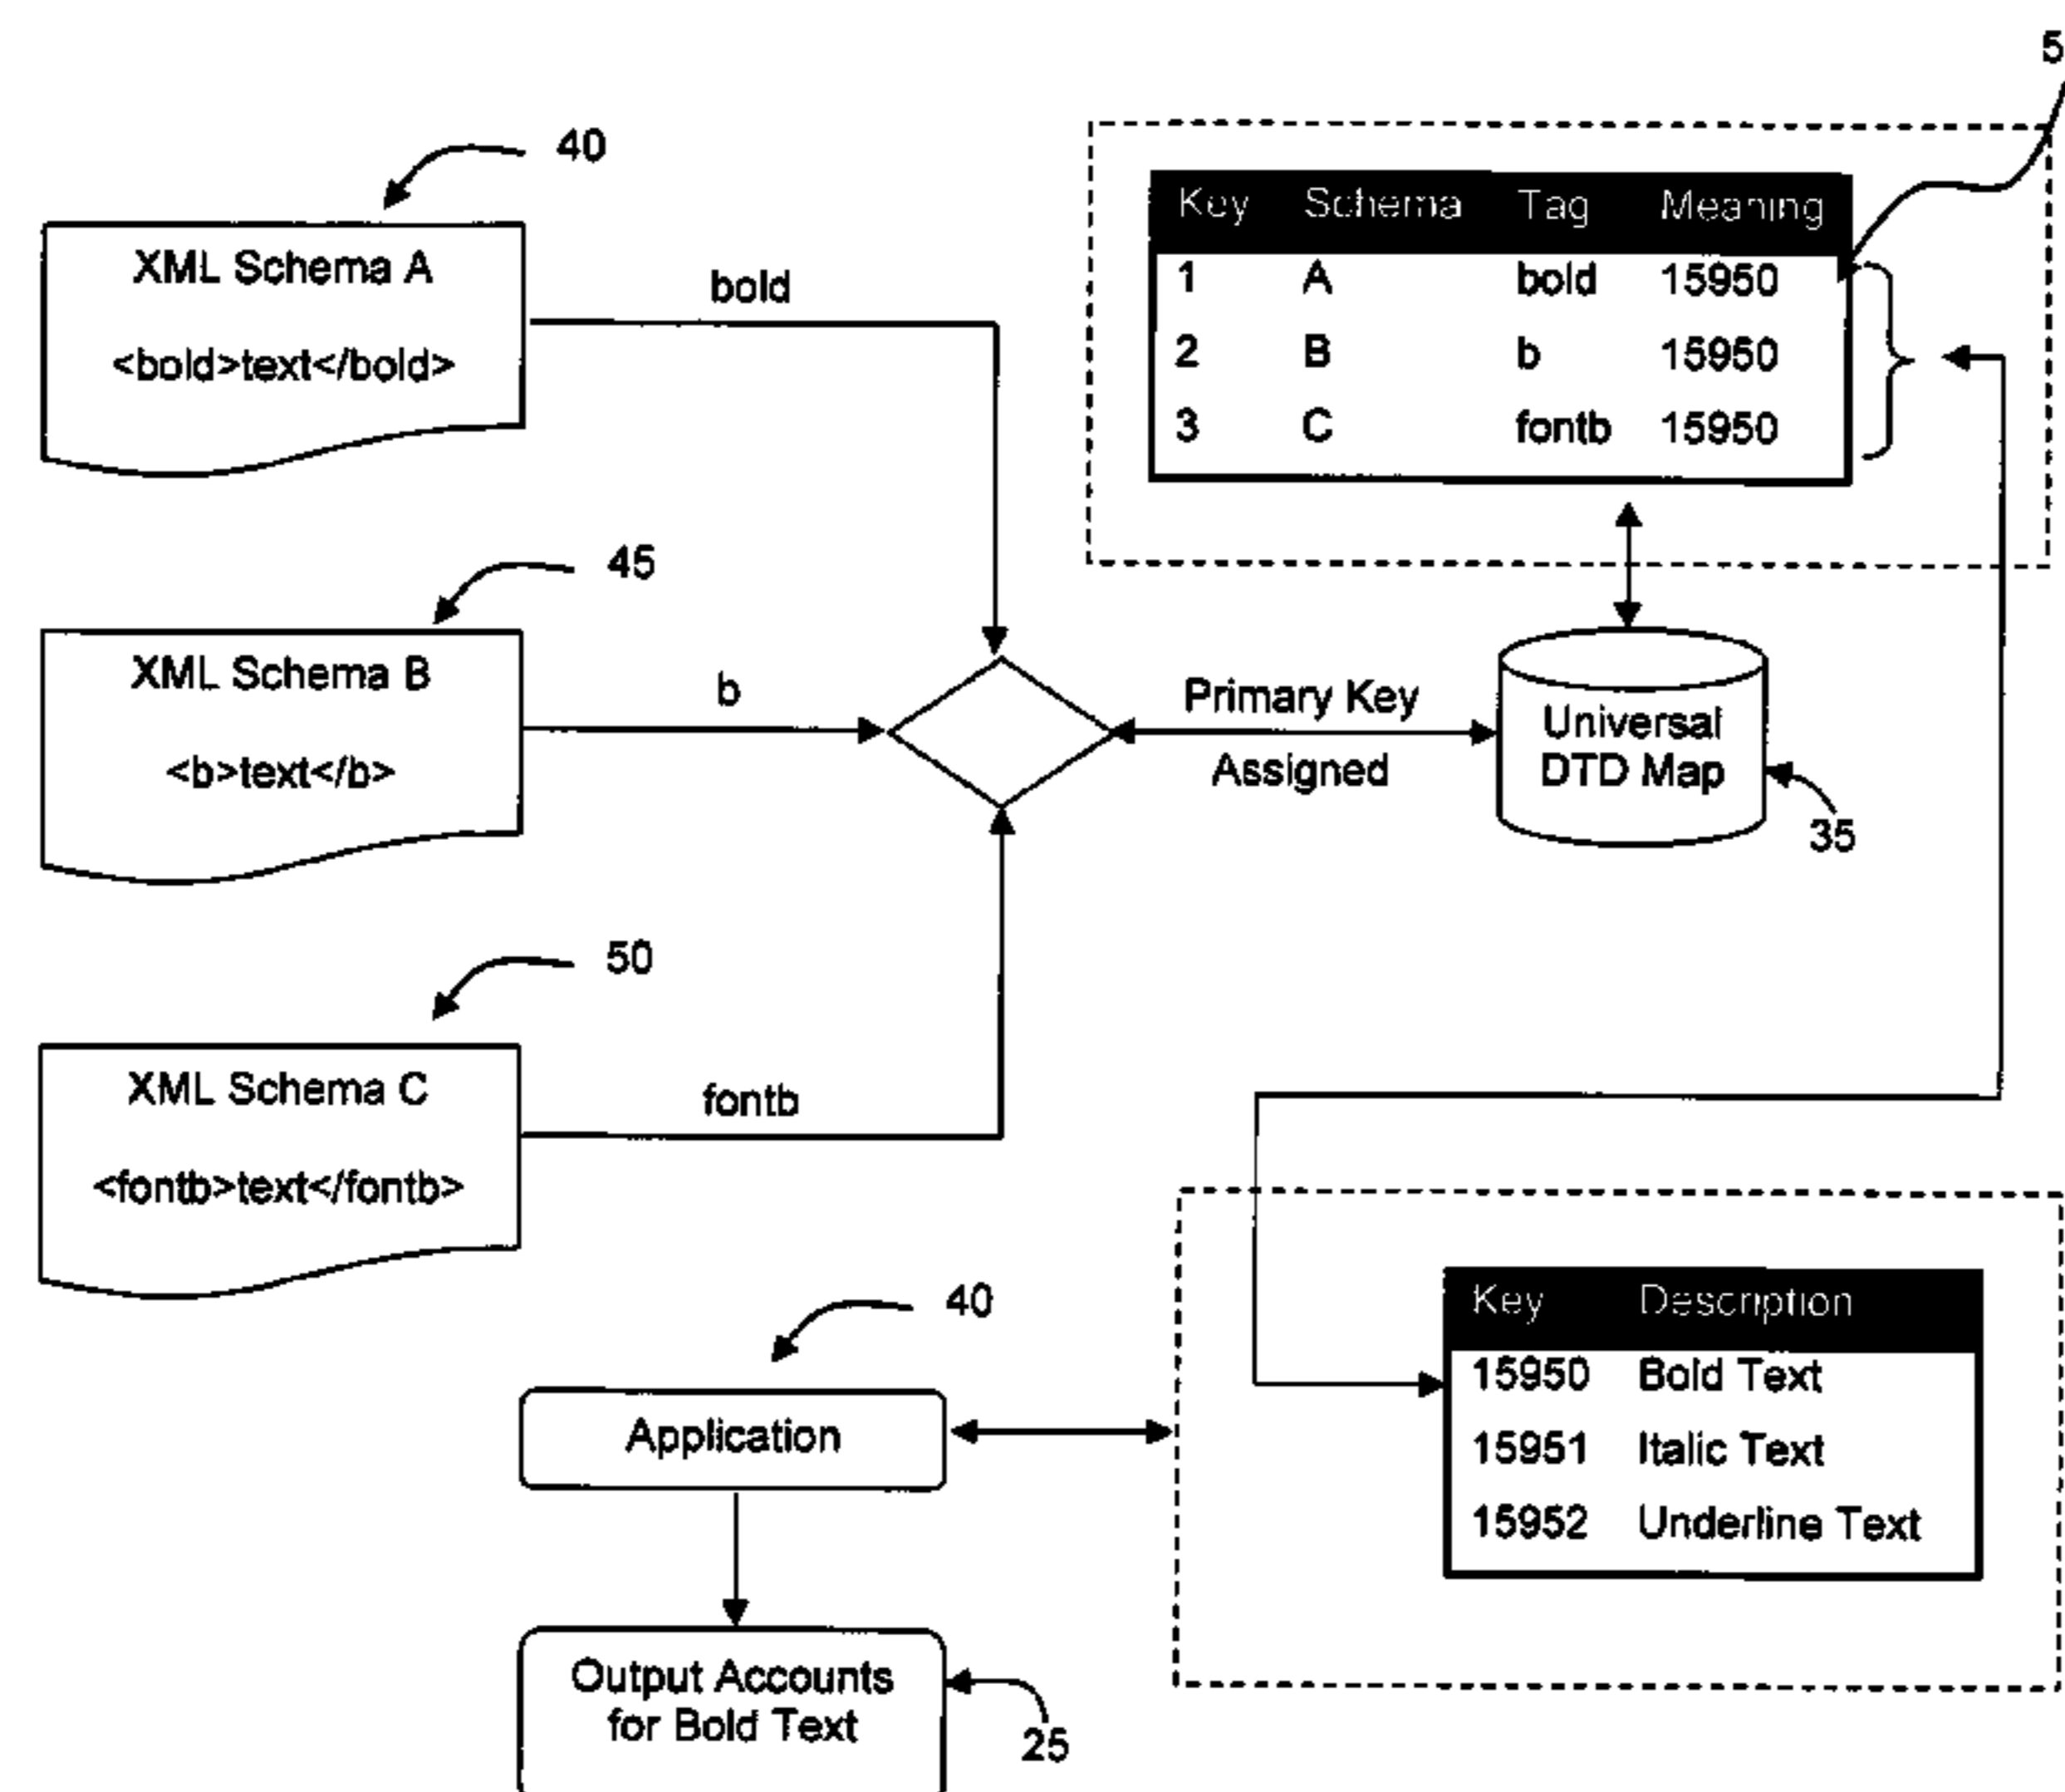 5
40
XML Schema A
<bold>text</bold>
bold
Key Schema Tag Meaning
1 A bold 15950
2 B b 15950
3 C fontb 15950
45
XML Schema B
<b>text</b>
b
Primary Key
Assigned
Universal
DTD Map
35
50
XML Schema C
<fontb>text</fontb>
fontb
40
Application
Key Description
15950 Bold Text
15951 Italic Text
15952 Underline Text
Output Accounts
for Bold Text
25